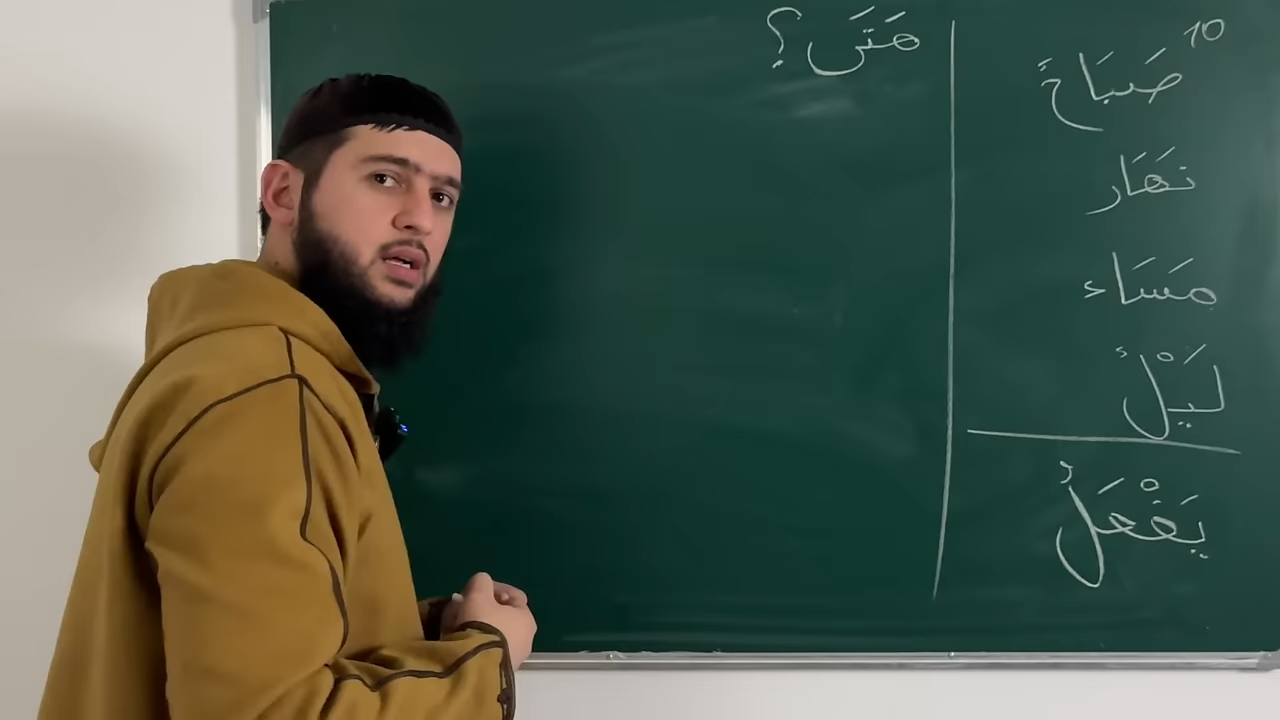 10
صَبَاحً
نَهَار
مَسَاء
لَيْلٌ
يَفْعَلُ
مَتَى؟